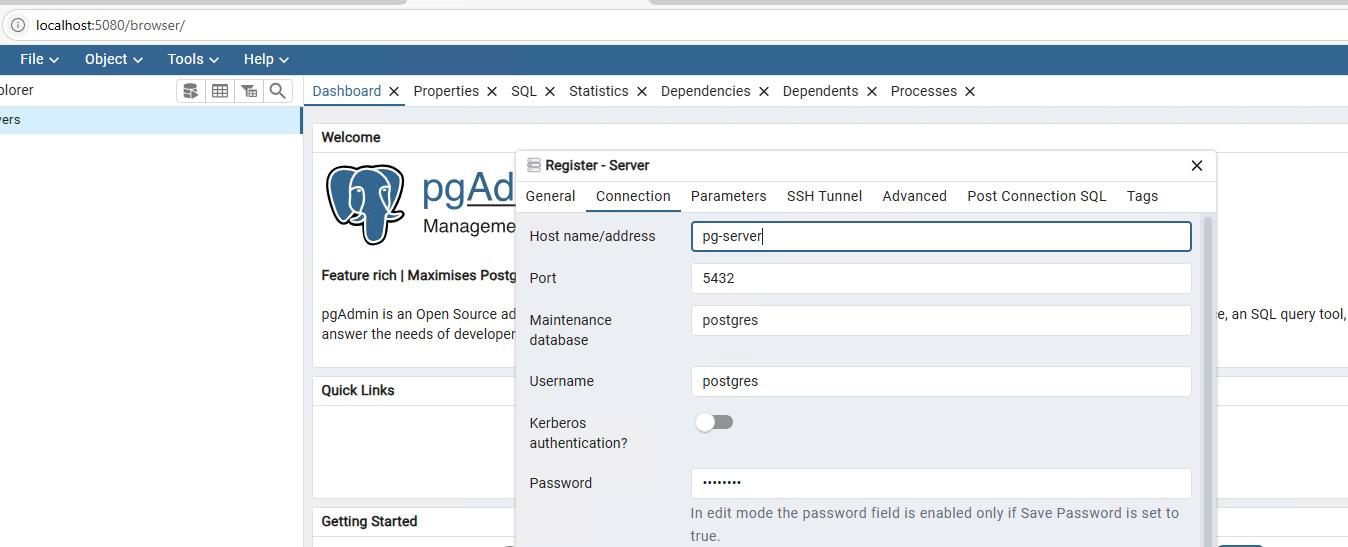 localhost:5080/browser/
File Object Tools Help
plorer
Dashboard Properties SQL Statistics Dependencies Dependents Processes
vers
Welcome
Register - Server
pgAd
General Connection Parameters SSH Tunnel Advanced Post Connection SQL Tags
Manageme
Host name/address pg-server
Feature rich | Maximises Postg
Port 5432
pgAdmin is an Open Source ad
ce, an SQL query tool,
answer the needs of developer
Maintenance
database
postgres
Username postgres
Quick Links
Kerberos
authentication?
Password ••••••••
In edit mode the password field is enabled only if Save Password is set to
true.
Getting Started